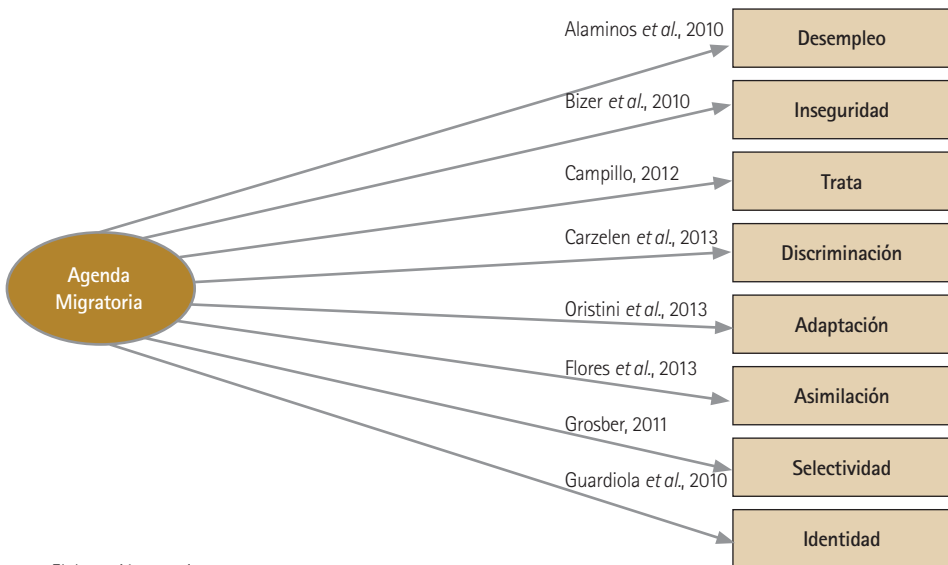 Alaminos et al., 2010
Desempleo
Bizer et al., 2010
Inseguridad
Campillo, 2012
Trata
Carzelen et al., 2013
Discriminación
Agenda
Migratoria
Oristini et al., 2013
Adaptación
Flores et al., 2013
Asimilación
Grosber, 2011
Selectividad
Guardiola et al., 2010
Identidad